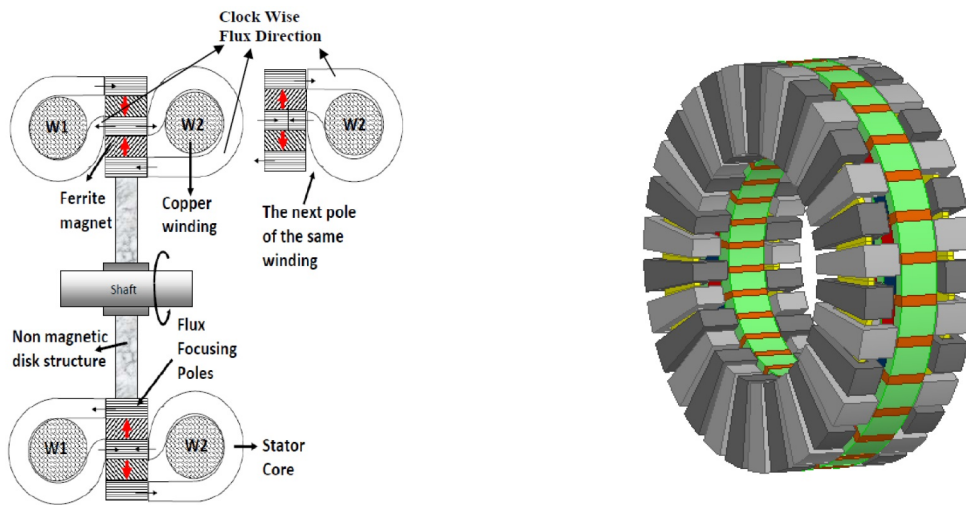 Clock Wise
Flux Direction
W1
W2
W2
Ferrite
magnet
Copper
winding
The next pole
of the same
winding
Shaft
Non magnetic
disk structure
Flux
Focusing
Poles
W1
W2
Stator
Core